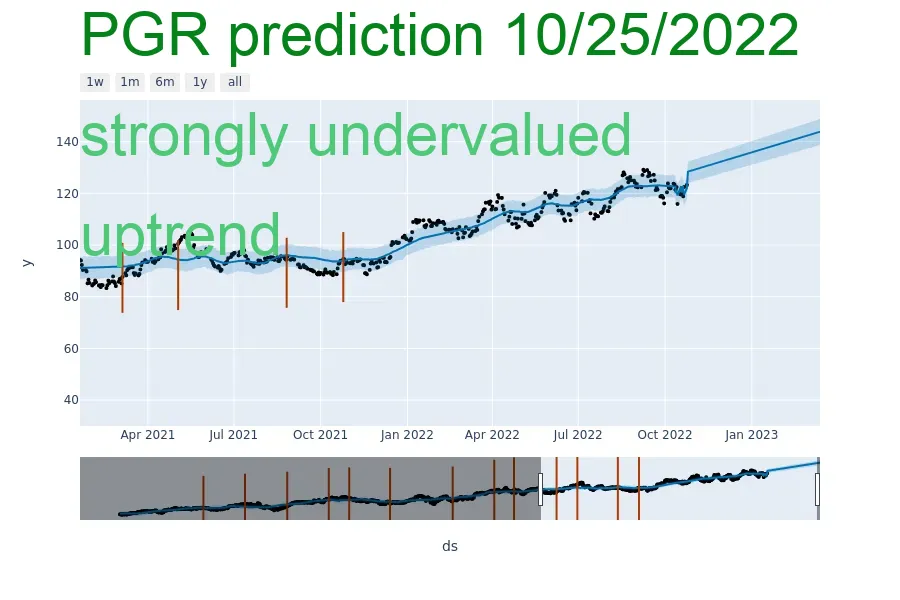 PGR prediction 10/25/2022
1w 1m 6m 1y all
strongly undervalued
uptrend
140
120
100
80
60
40
y
Apr 2021 Jul 2021 Oct 2021 Jan 2022 Apr 2022 Jul 2022 Oct 2022 Jan 2023
ds